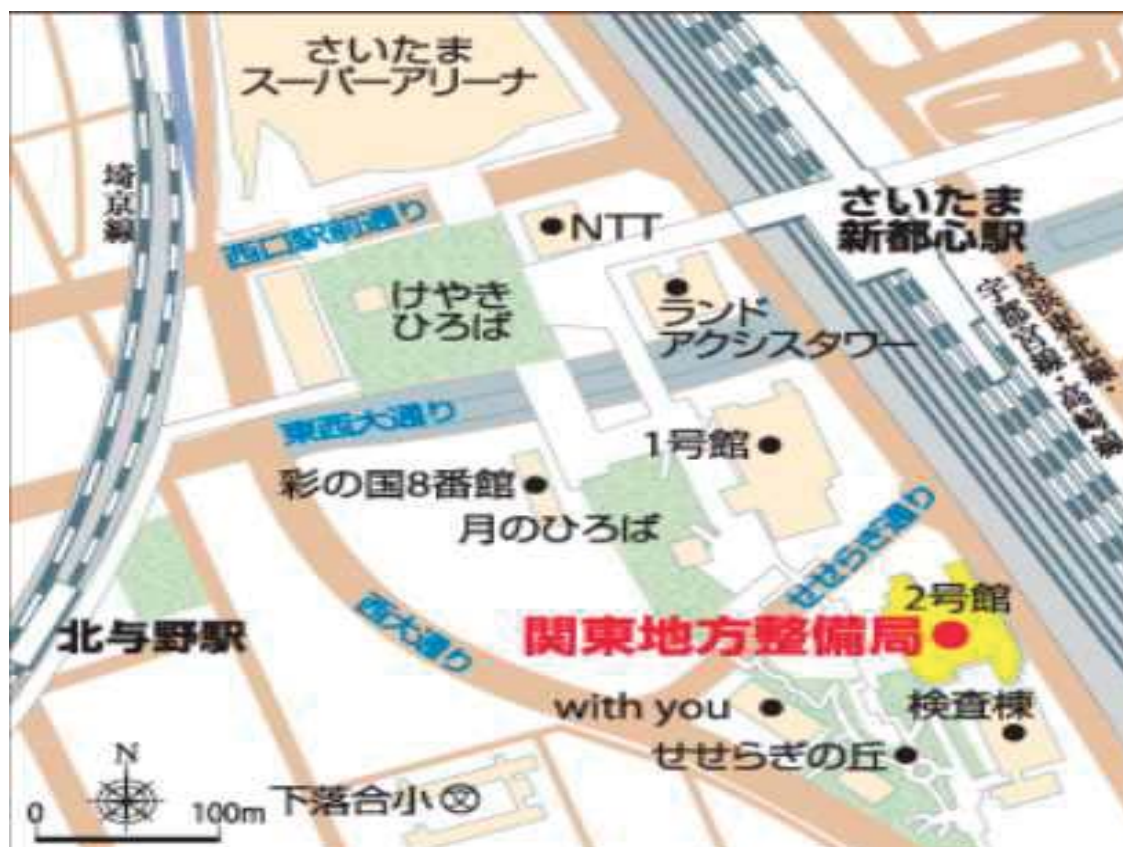 さいたま
スーパーアリーナ
埼京線
西口駅前通り
NTT
さいたま
新都心駅
けやき
ひろば
ランド
アクシスタワー
京浜東北線・
宇都宮線・高崎線
東西大通り
1号館
彩の国8番館
月のひろば
せせらぎ通り
2号館
北与野駅
西大通り
関東地方整備局
with you
検査棟
せせらぎの丘
N
0 100m
下落合小 文